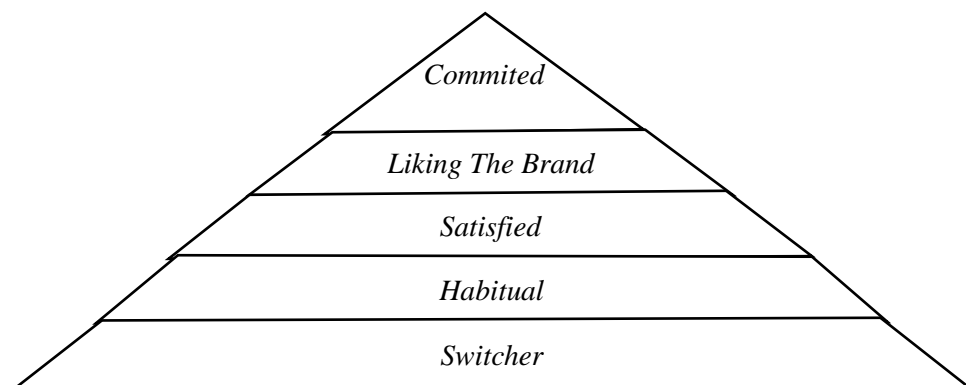 Commited
Liking The Brand
Satisfied
Habitual
Switcher